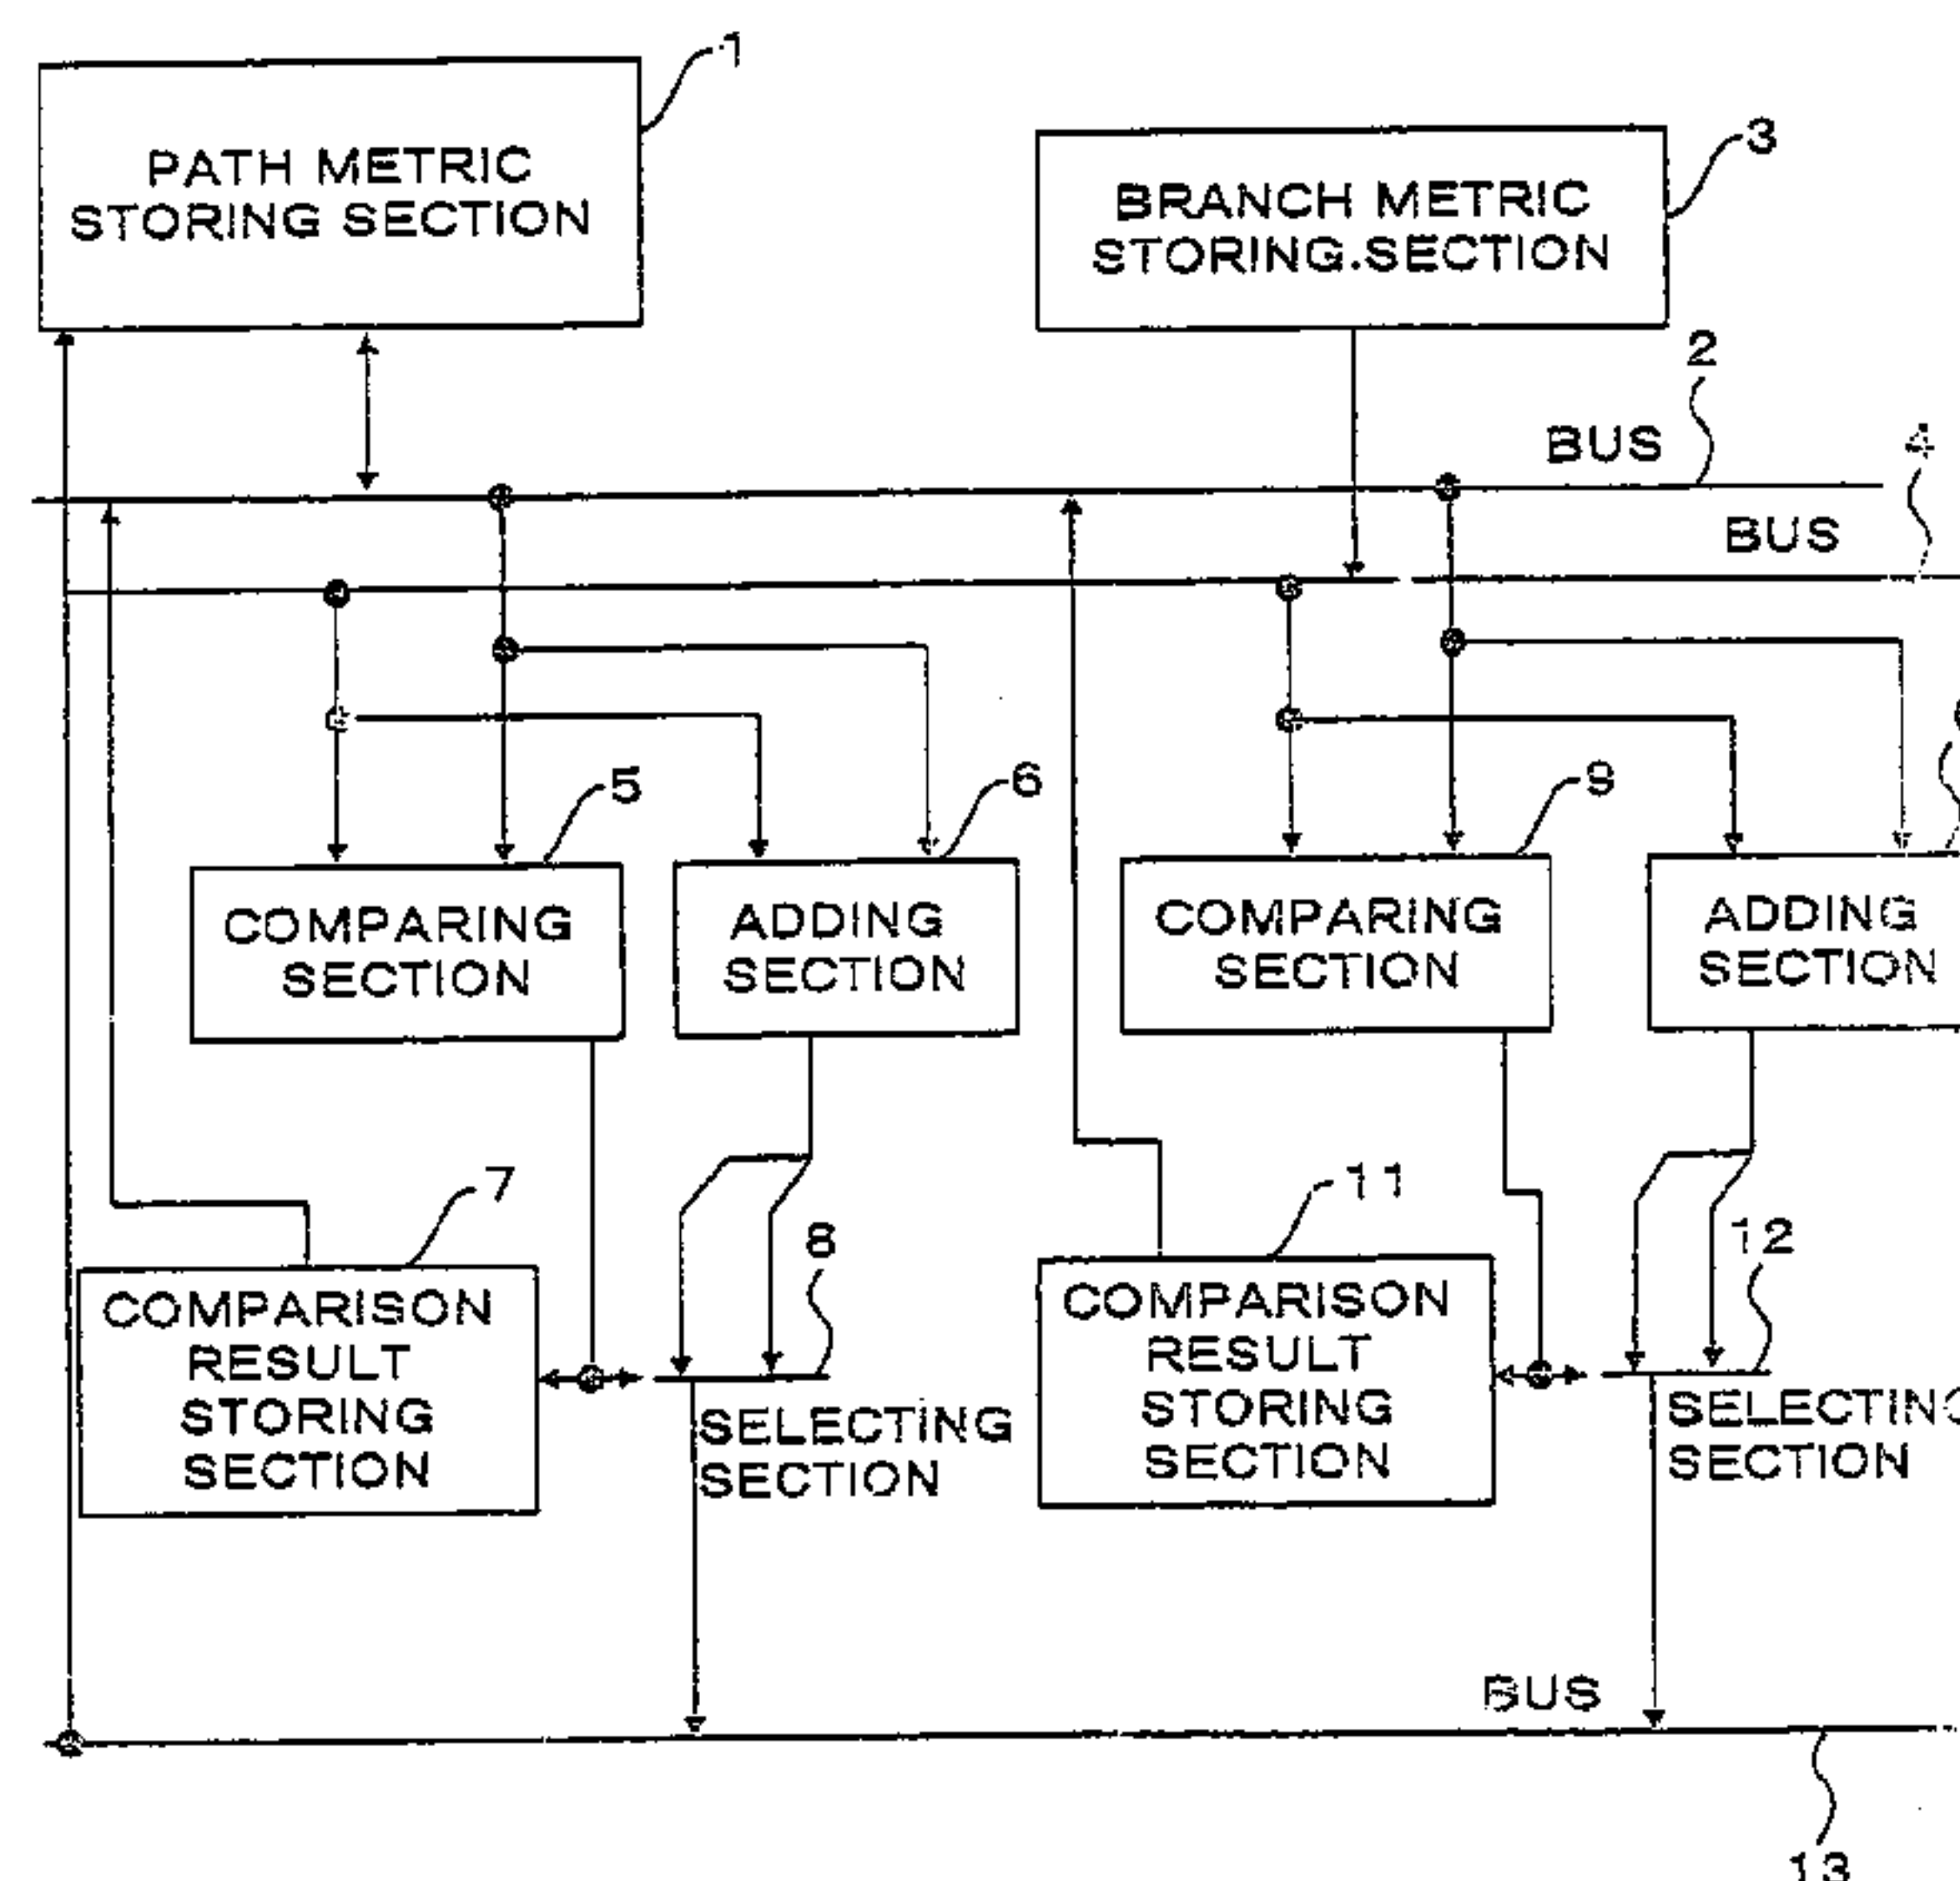 1
PATH METRIC
STORING SECTION
3
BRANCH METRIC
STORING.SECTION
2
BUS
4
BUS
5
6
9
COMPARING
SECTION
ADDING
SECTION
COMPARING
SECTION
ADDING
SECTION
7
8
11
12
COMPARISON
RESULT
STORING
SECTION
SELECTING
SECTION
COMPARISON
RESULT
STORING
SECTION
SELECTING
SECTION
BUS
13